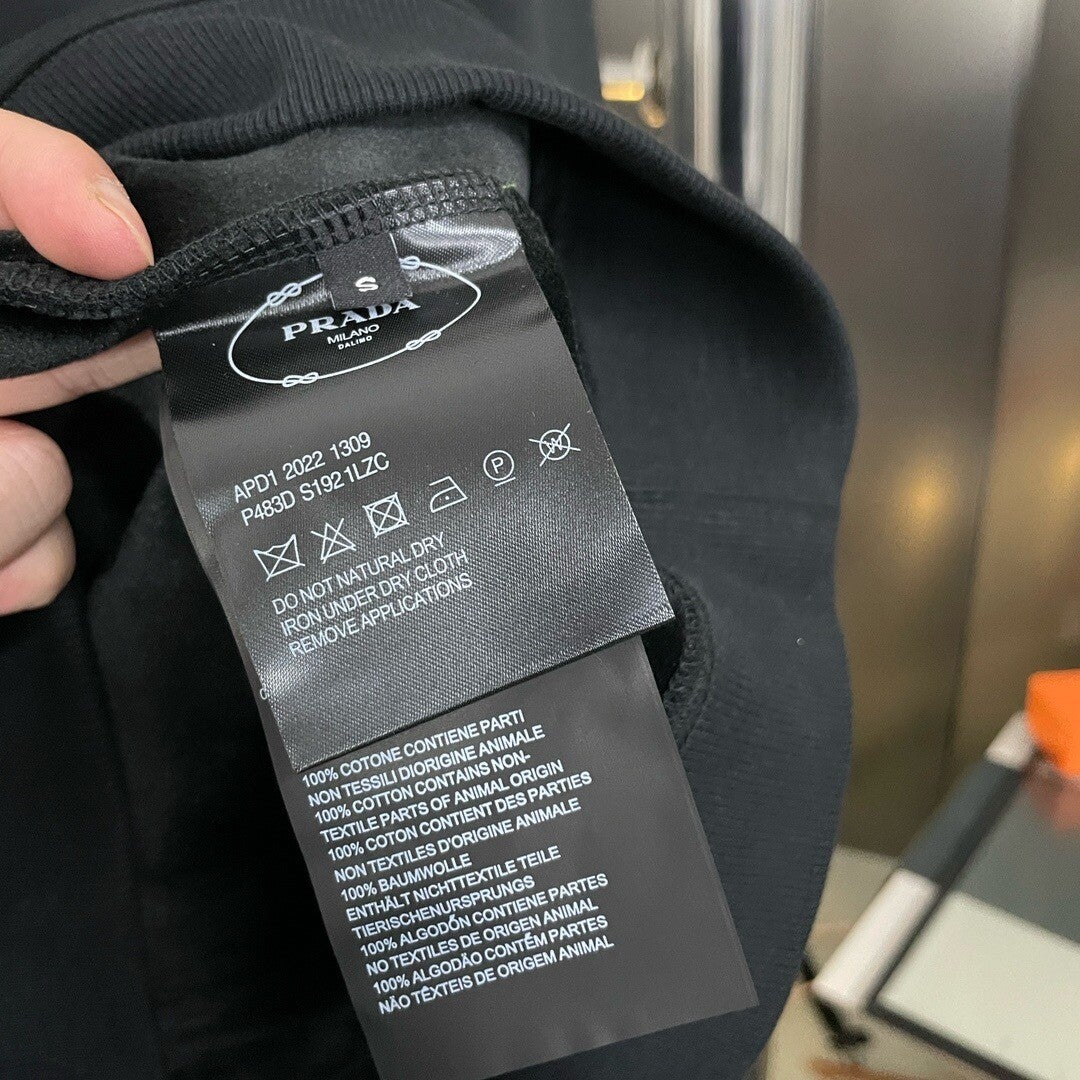 S
PRADA
MILANO
DALIMO
APD1 2022 1309
P483D S192 1LZC
P
W
DO NOT NATURAL DRY
IRON UNDER DRY CLOTH
REMOVE APPLICATIONS
100% COTONE CONTIENE PARTI
NON TESSILI DIORIGINE ANIMALE
100% COTTON CONTAINS NON-
TEXTILE PARTS OF ANIMAL ORIGIN
100% COTON CONTIENT DES PARTIES
NON TEXTILES D'ORIGINE ANIMALE
100% BAUMWOLLE
ENTHÄLT NICHTTEXTILE TEILE
TIERISCHENURSPRUNGS
100% ALGODÓN CONTIENE PARTES
NO TEXTILES DE ORIGEN ANIMAL
100% ALGODÃO CONTÉM PARTES
NÃO TÊXTEIS DE ORIGEM ANIMAL